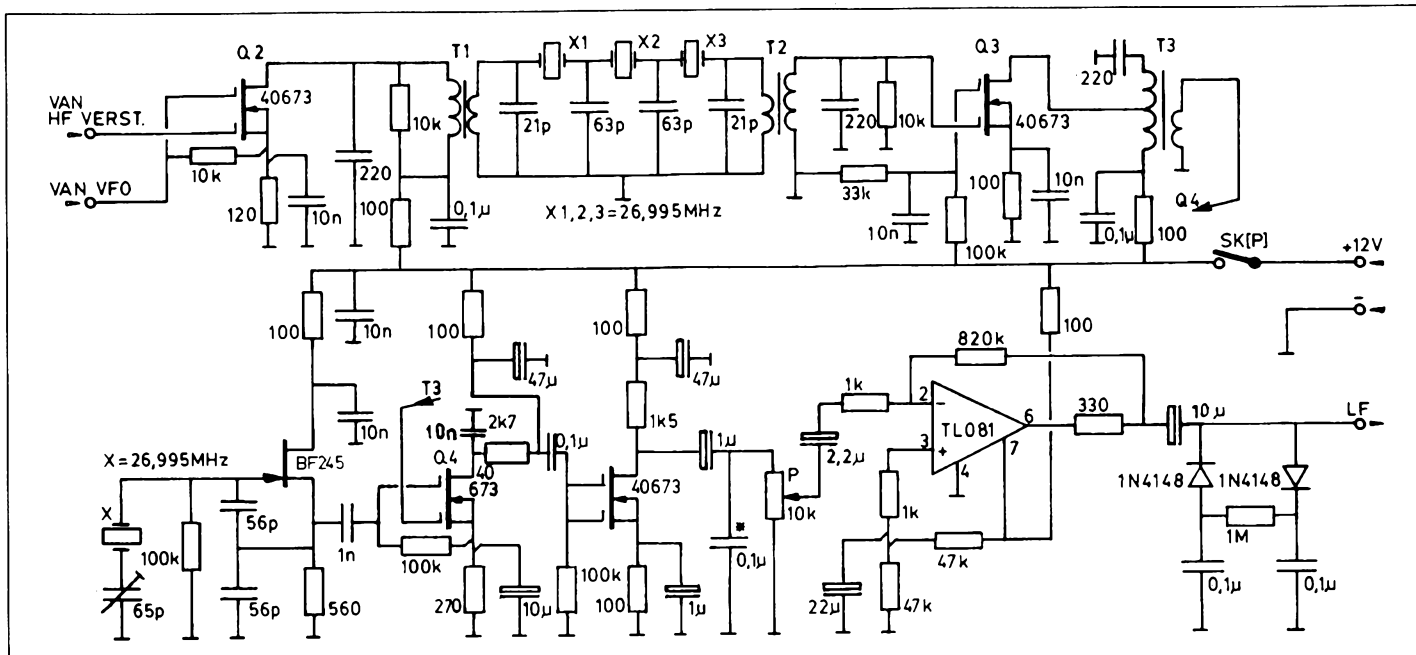 Q2
T1
X1
X2
X3
T2
Q3
T3
VAN
HF VERST.
40673
10k
21p
63p
63p
21p
220
10k
40673
220
10k
VAN VFO
120
10n
220
100
0,1µ
X1,2,3=26,995MHz
33k
10n
100k
100
10n
0,1µ
100
Q4
SK[P]
+12V
-
100
10n
100
47µ
100
47µ
100
820k
T3
10n
2k7
0,1µ
1k5
1µ
1k
2
3
-
+
TL081
6
7
4
330
10µ
LF
10n
X=26,995MHz
BF245
Q4
40
673
40673
P
10k
2,2µ
1N4148
1N4148
X
100k
56p
1n
100k
*
0,1µ
1k
47k
1M
65p
56p
560
270
10µ
100k
100
1µ
22µ
47k
0,1µ
0,1µ